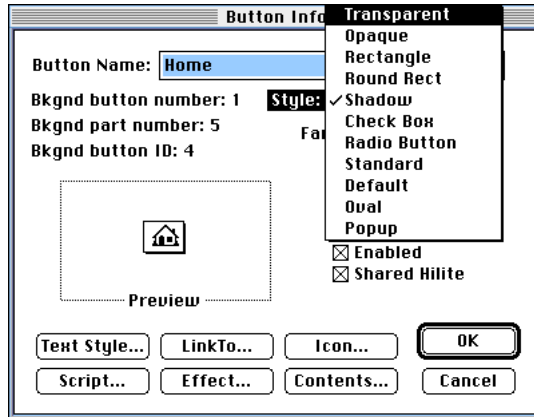 Button Info
Button Name: Home
Bkgnd button number: 1
Bkgnd part number: 5
Bkgnd button ID: 4
Style:
Transparent
Opaque
Rectangle
Round Rect
✓Shadow
Check Box
Radio Button
Standard
Default
Oval
Popup
Enabled
Shared Hilite
Preview
Text Style...
LinkTo...
Icon...
OK
Script...
Effect...
Contents...
Cancel